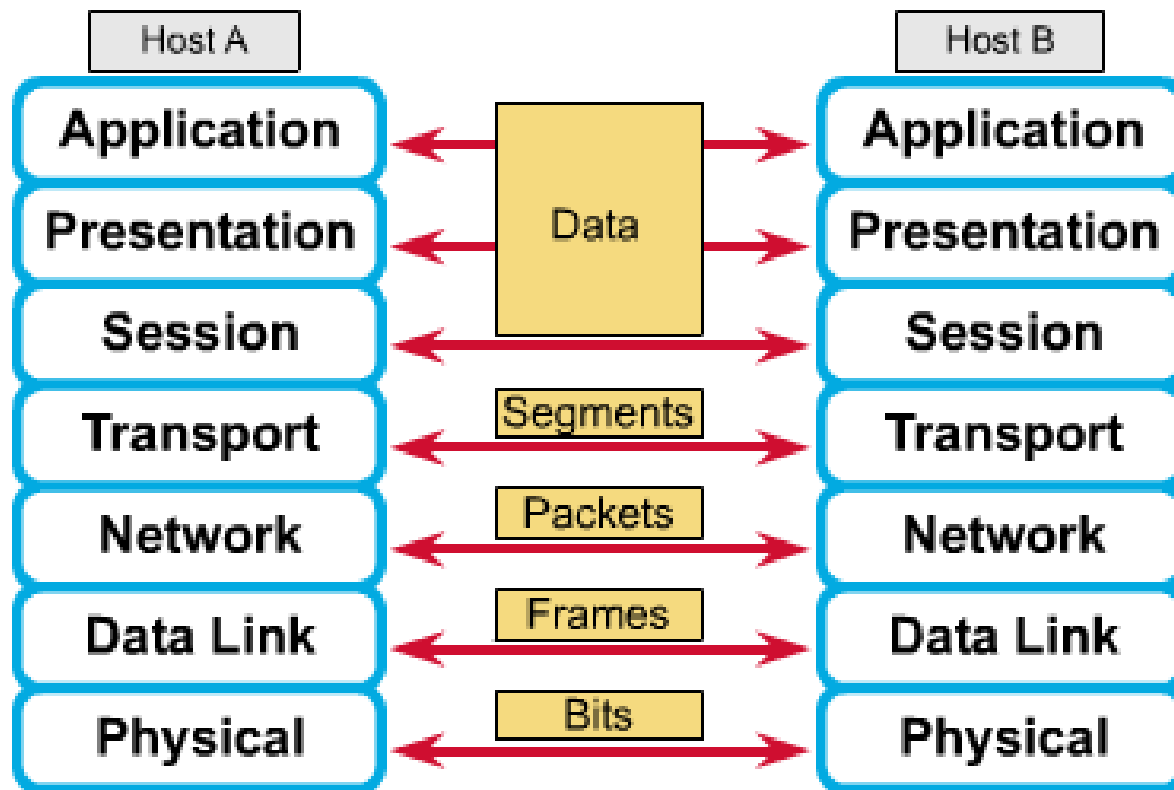 Host A
Host B
Application
Application
Data
Presentation
Presentation
Session
Session
Segments
Transport
Transport
Packets
Network
Network
Frames
Data Link
Data Link
Bits
Physical
Physical